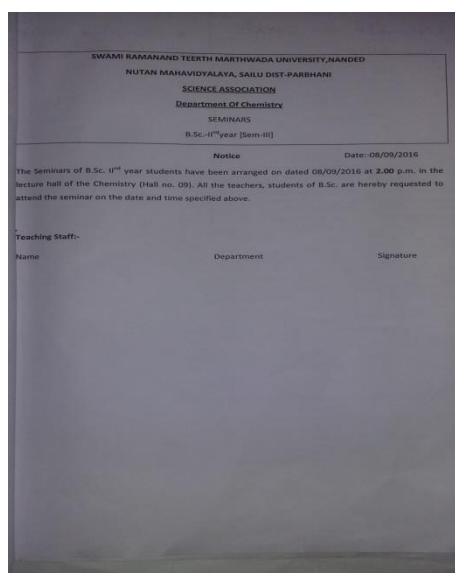 SWAMI RAMANAND TEERTH MARTHWADA UNIVERSITY,NANDED
NUTAN MAHAVIDYALAYA, SAILU DIST-PARBHANI
SCIENCE ASSOCIATION
Department Of Chemistry
SEMINARS
B.Sc.-IIndyear [Sem-III]
Notice Date:-08/09/2016
The Seminars of B.Sc. IInd year students have been arranged on dated 08/09/2016 at 2.00 p.m. in the
lecture hall of the Chemistry (Hall no. 09). All the teachers, students of B.Sc. are hereby requested to
attend the seminar on the date and time specified above.
Teaching Staff:-
Name Department Signature